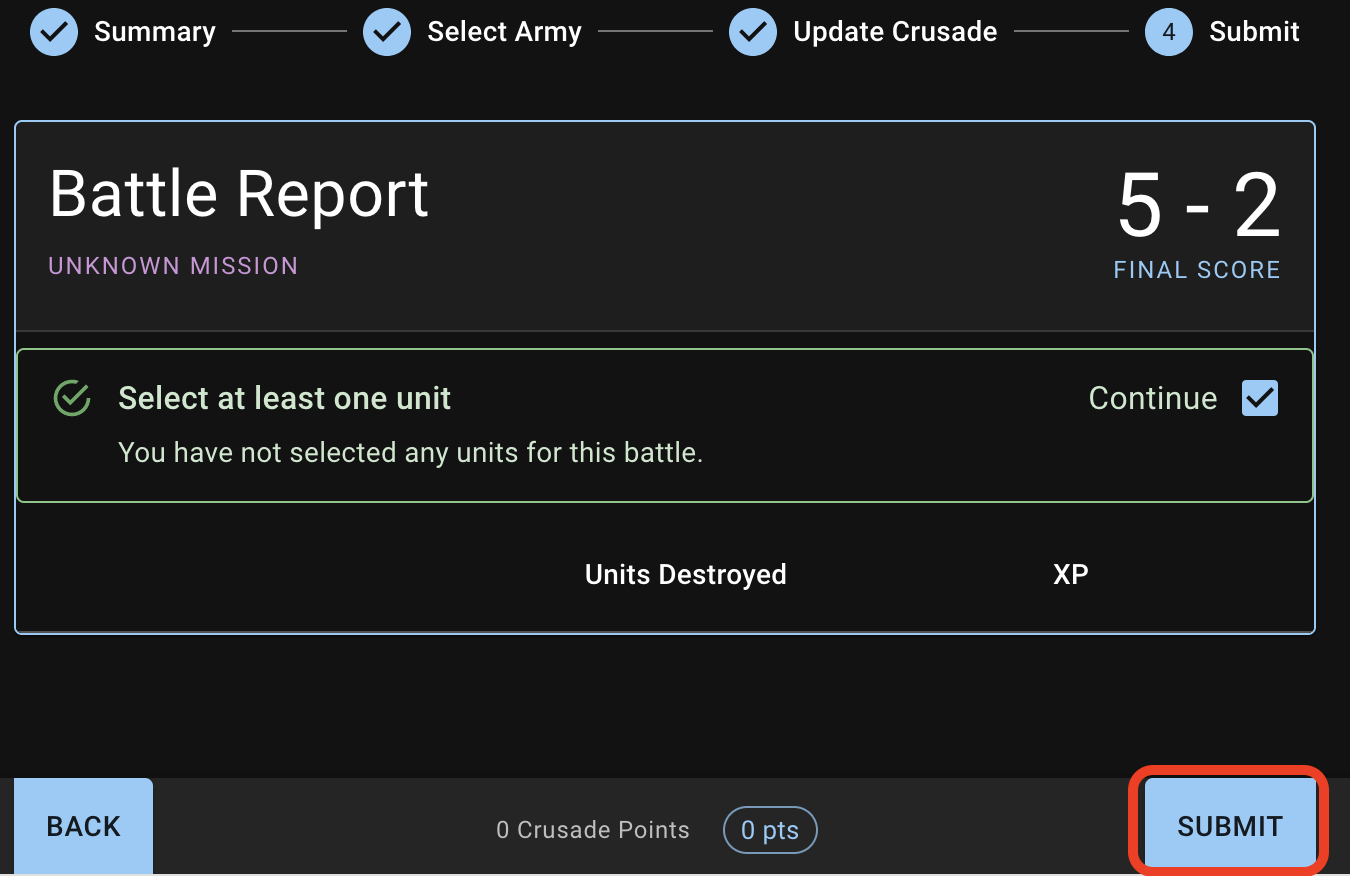 Summary
Select Army
Update Crusade
4 Submit
Battle Report
5 - 2
UNKNOWN MISSION
FINAL SCORE
Select at least one unit
Continue
You have not selected any units for this battle.
Units Destroyed
XP
BACK
0 Crusade Points
0 pts
SUBMIT